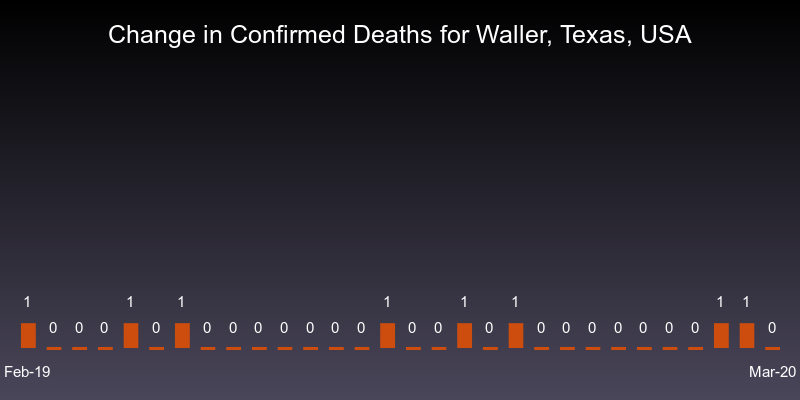 Change in Confirmed Deaths for Waller, Texas, USA
1 0 0 0 1 0 1 0 0 0 0 0 0 0 1 0 0 1 0 1 0 0 0 0 0 0 0 1 1 0
Feb-19 Mar-20